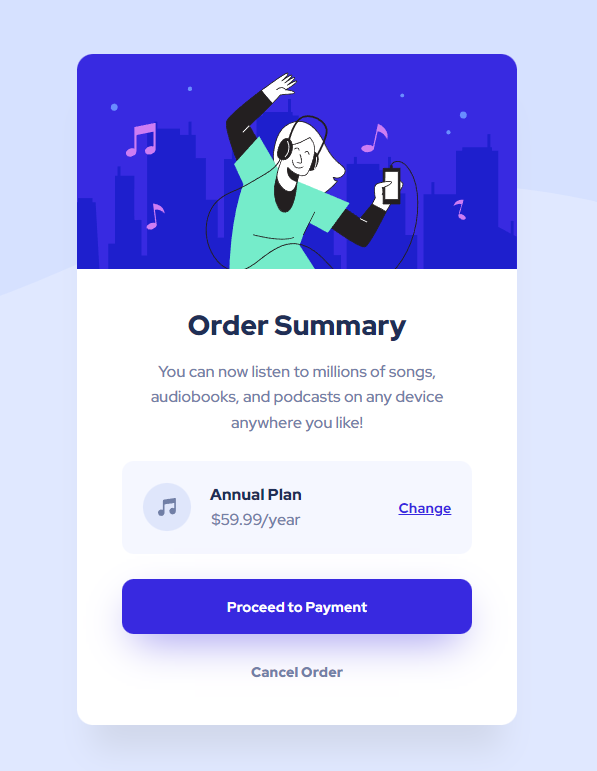 Order Summary
You can now listen to millions of songs,
audiobooks, and podcasts on any device
anywhere you like!
Annual Plan
$59.99/year
Change
Proceed to Payment
Cancel Order